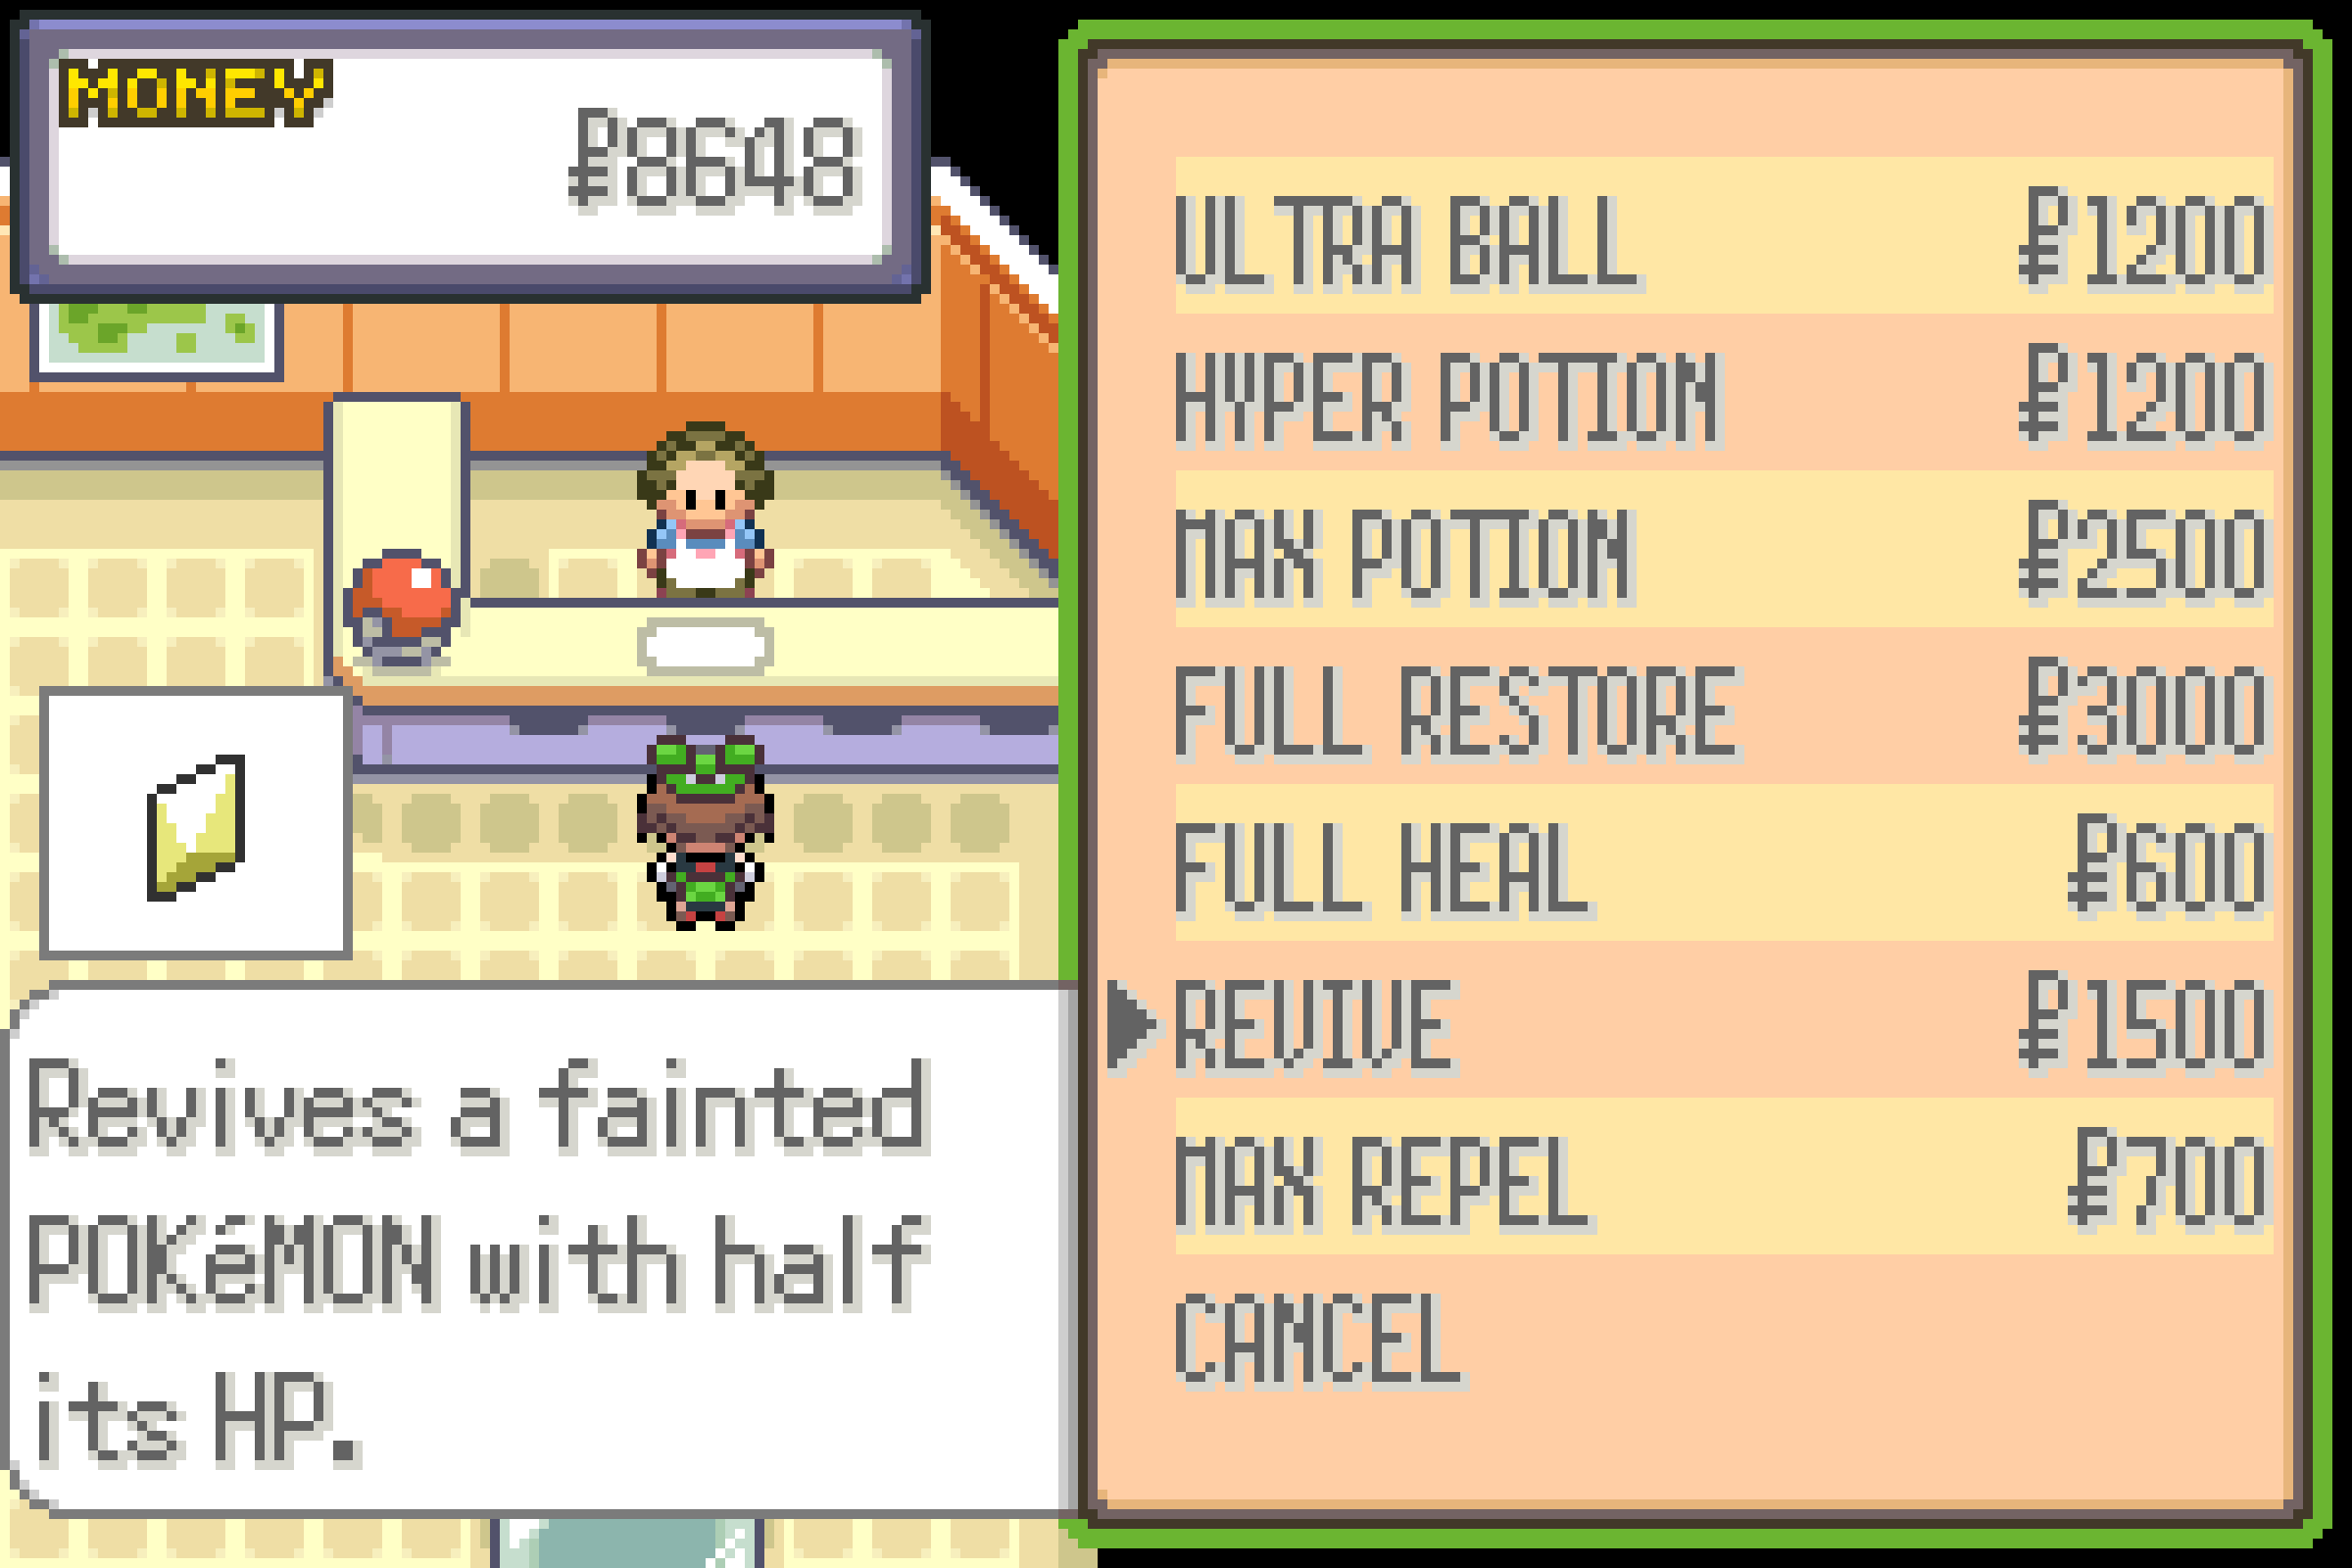 MONEY
₽8648
ULTRA BALL ₽1200
HYPER POTION ₽1200
MAX POTION ₽2500
FULL RESTORE ₽3000
FULL HEAL ₽600
REVIVE ₽1500
MAX REPEL ₽700
CANCEL
Revives a fainted
POKéMON with half
its HP.